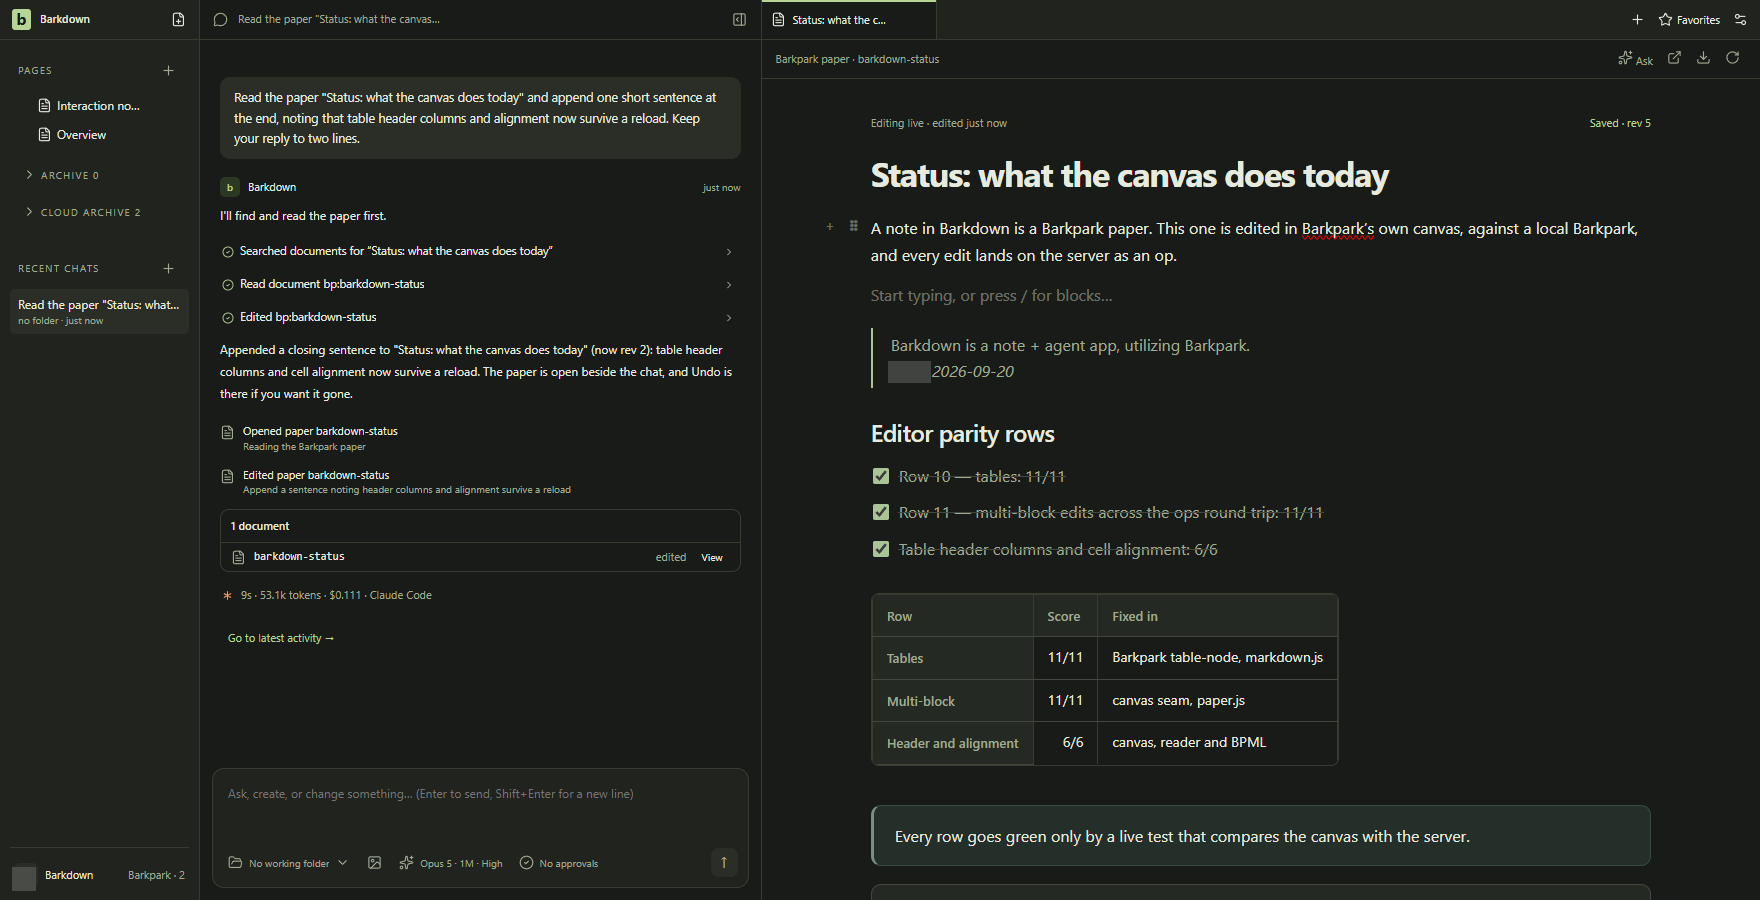 b Barkdown
PAGES
Interaction no...
Overview
ARCHIVE 0
CLOUD ARCHIVE 2
RECENT CHATS
Read the paper "Status: what...
no folder · just now
Barkdown
Barkpark · 2
Read the paper "Status: what the canvas...
Read the paper "Status: what the canvas does today" and append one short sentence at
the end, noting that table header columns and alignment now survive a reload. Keep
your reply to two lines.
b Barkdown
just now
I'll find and read the paper first.
Searched documents for “Status: what the canvas does today”
Read document bp:barkdown-status
Edited bp:barkdown-status
Appended a closing sentence to "Status: what the canvas does today" (now rev 2): table header
columns and cell alignment now survive a reload. The paper is open beside the chat, and Undo is
there if you want it gone.
Opened paper barkdown-status
Reading the Barkpark paper
Edited paper barkdown-status
Append a sentence noting header columns and alignment survive a reload
1 document
barkdown-status
edited View
9s · 53.1k tokens · $0.111 · Claude Code
Go to latest activity →
Ask, create, or change something... (Enter to send, Shift+Enter for a new line)
No working folder
Opus 5 · 1M · High
No approvals
Status: what the c...
Favorites
Barkpark paper · barkdown-status
Ask
Editing live · edited just now
Saved · rev 5
Status: what the canvas does today
A note in Barkdown is a Barkpark paper. This one is edited in Barkpark’s own canvas, against a local Barkpark,
and every edit lands on the server as an op.
Start typing, or press / for blocks...
Barkdown is a note + agent app, utilizing Barkpark.
2026-09-20
Editor parity rows
Row 10 — tables: 11/11
Row 11 — multi-block edits across the ops round trip: 11/11
Table header columns and cell alignment: 6/6
Row Score Fixed in
Tables 11/11 Barkpark table-node, markdown.js
Multi-block 11/11 canvas seam, paper.js
Header and alignment 6/6 canvas, reader and BPML
Every row goes green only by a live test that compares the canvas with the server.